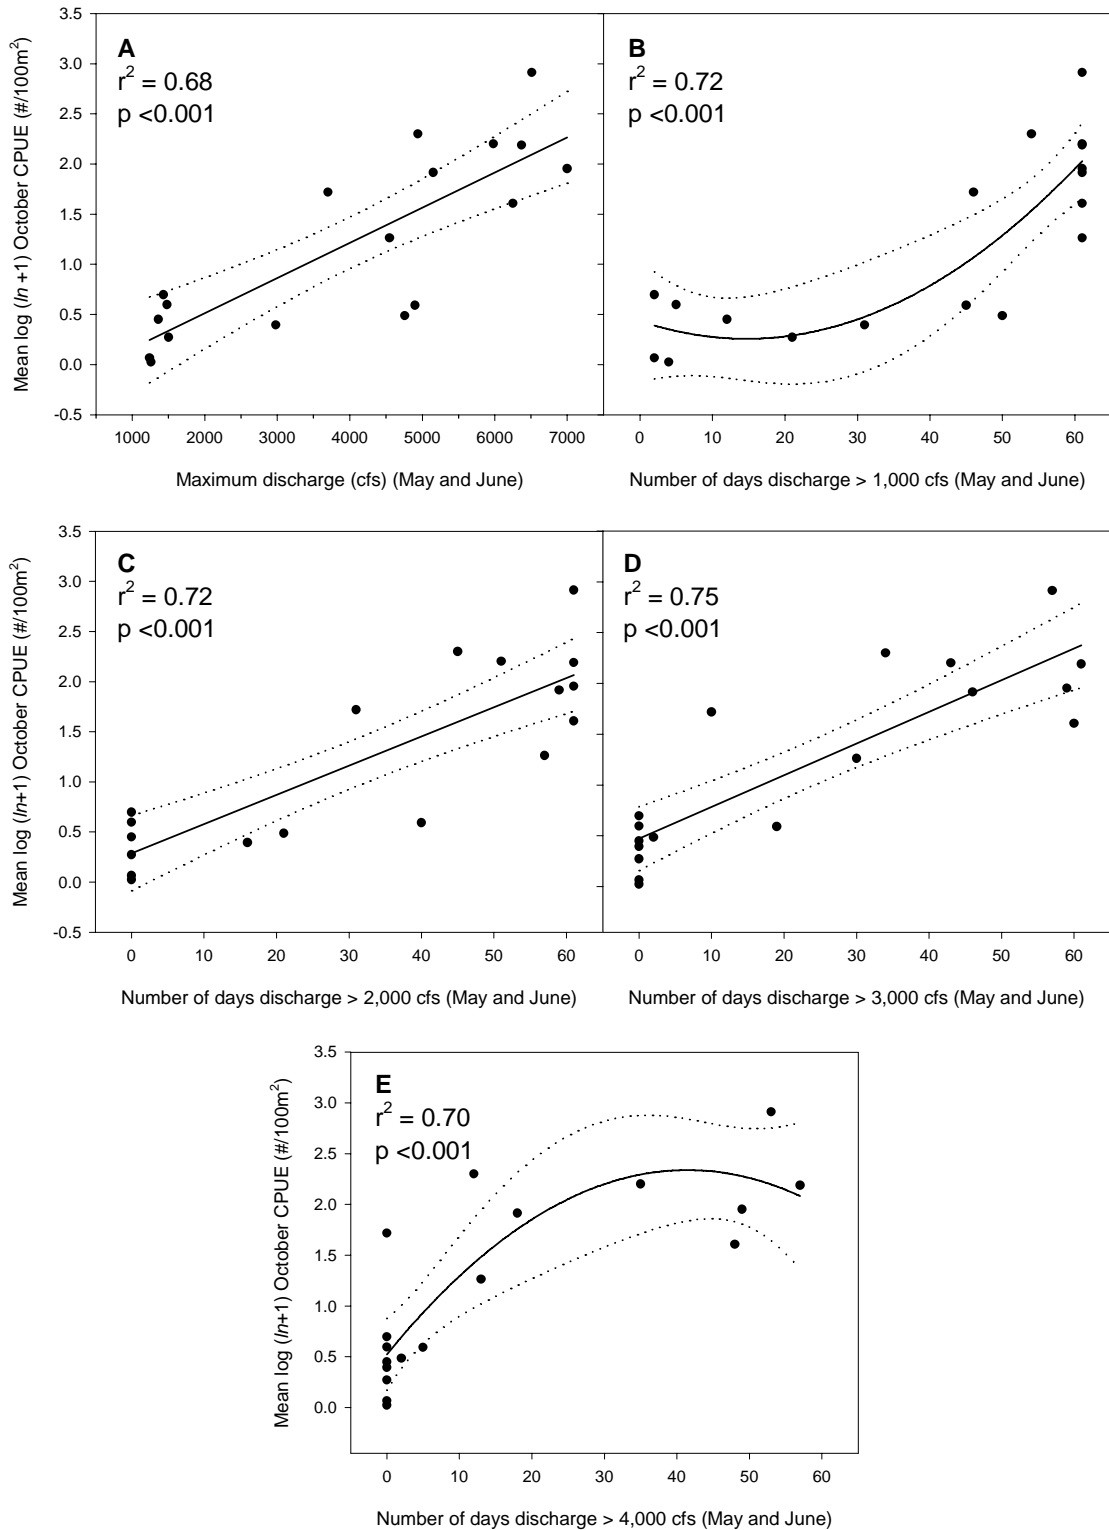 A
r² = 0.68
p <0.001
B
r² = 0.72
p <0.001
Mean log (ln +1) October CPUE (#/100m²)
3.5
3.0
2.5
2.0
1.5
1.0
0.5
0.0
-0.5
1000 2000 3000 4000 5000 6000 7000
0 10 20 30 40 50 60
Maximum discharge (cfs) (May and June)
Number of days discharge > 1,000 cfs (May and June)
C
r² = 0.72
p <0.001
D
r² = 0.75
p <0.001
Mean log (ln+1) October CPUE (#/100m²)
3.5
3.0
2.5
2.0
1.5
1.0
0.5
0.0
-0.5
0 10 20 30 40 50 60
0 10 20 30 40 50 60
Number of days discharge > 2,000 cfs (May and June)
Number of days discharge > 3,000 cfs (May and June)
E
r² = 0.70
p <0.001
Mean log (ln+1) October CPUE (#/100m²)
3.5
3.0
2.5
2.0
1.5
1.0
0.5
0.0
0 10 20 30 40 50 60
Number of days discharge > 4,000 cfs (May and June)